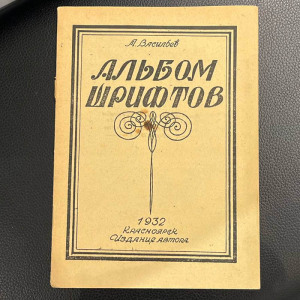 А. Васильев
АЛЬБОМ
ШРИФТОВ
1932
КРАСНОЯРСК
ИЗДАНИЕ АВТОРА